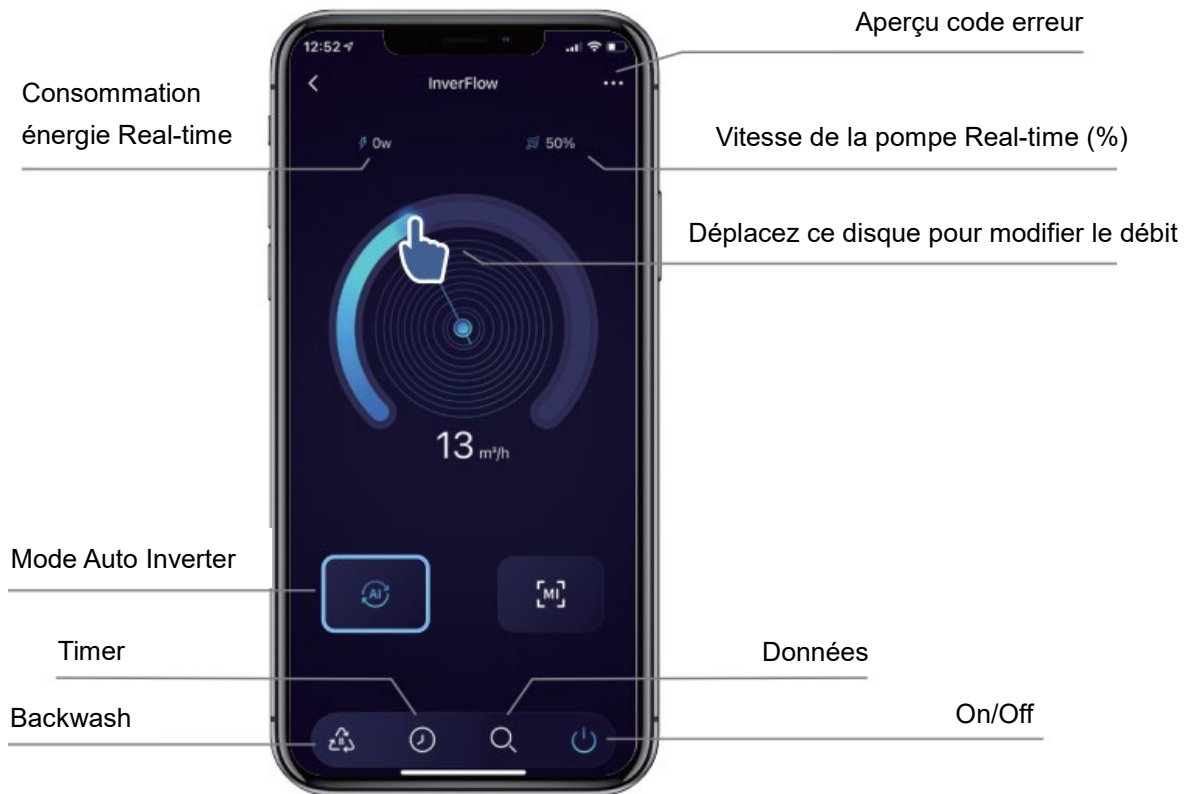 Aperçu code erreur
12:52
InverFlow
Consommation
énergie Real-time
0w
50%
Vitesse de la pompe Real-time (%)
Déplacez ce disque pour modifier le débit
13 m³/h
Mode Auto Inverter
AI
MI
Timer
Données
Backwash
On/Off
B